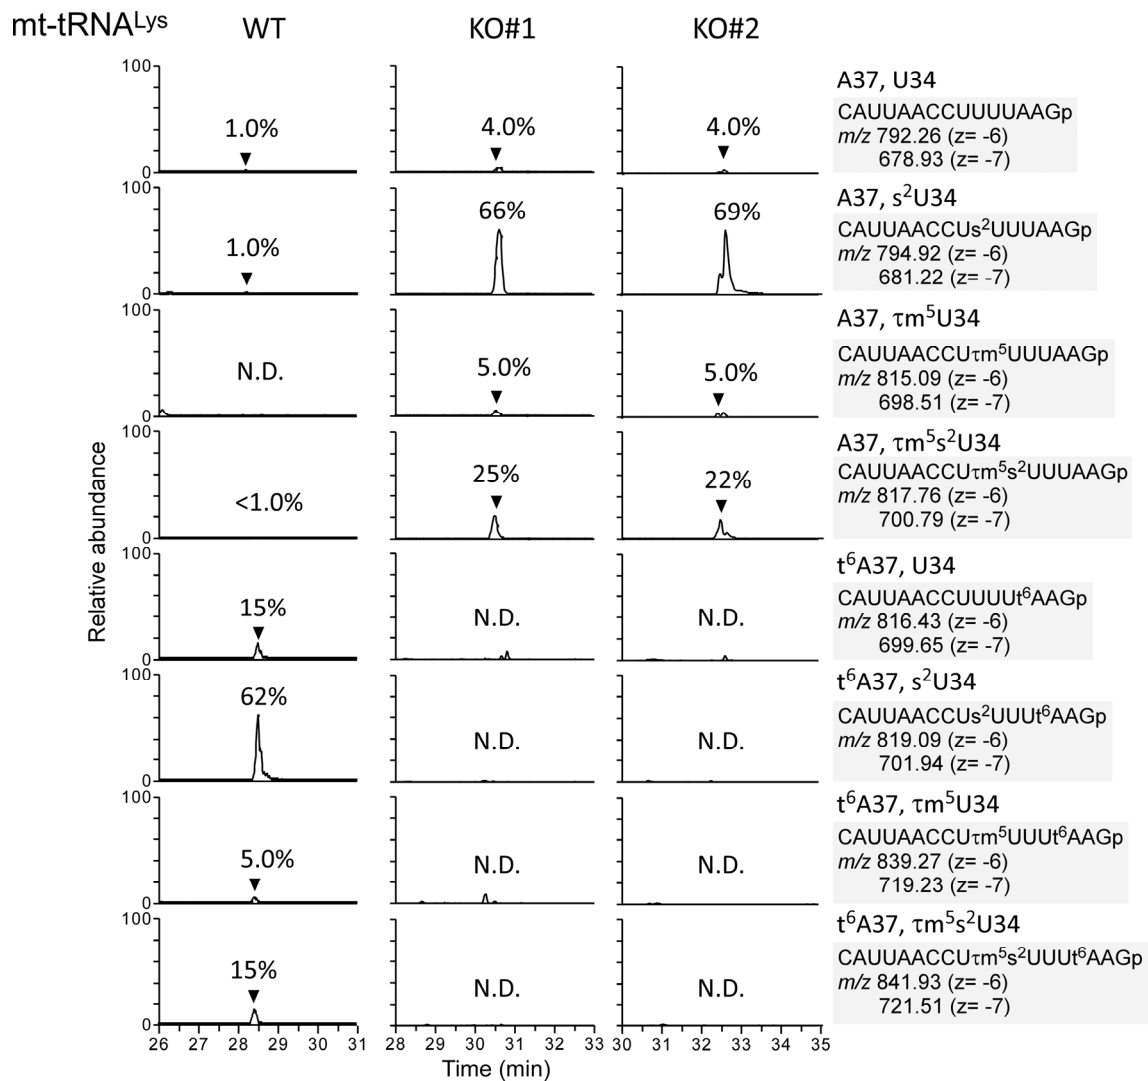 mt-tRNALys WT KO#1 KO#2
100 0 1.0% 4.0% 4.0%
A37, U34
CAUUAACCUUUUAAGp
m/z 792.26 (z= -6)
678.93 (z= -7)
100 0 1.0% 66% 69%
A37, s²U34
CAUUAACCUs²UUUAAGp
m/z 794.92 (z= -6)
681.22 (z= -7)
100 0 N.D. 5.0% 5.0%
A37, τm⁵U34
CAUUAACCUτm⁵UUUAAGp
m/z 815.09 (z= -6)
698.51 (z= -7)
100 0 <1.0% 25% 22%
A37, τm⁵s²U34
CAUUAACCUτm⁵s²UUUAAGp
m/z 817.76 (z= -6)
700.79 (z= -7)
Relative abundance
100 0 15% N.D. N.D.
t⁶A37, U34
CAUUAACCUUUUt⁶AAGp
m/z 816.43 (z= -6)
699.65 (z= -7)
100 0 62% N.D. N.D.
t⁶A37, s²U34
CAUUAACCUs²UUUt⁶AAGp
m/z 819.09 (z= -6)
701.94 (z= -7)
100 0 5.0% N.D. N.D.
t⁶A37, τm⁵U34
CAUUAACCUτm⁵UUUt⁶AAGp
m/z 839.27 (z= -6)
719.23 (z= -7)
100 0 15% N.D. N.D.
t⁶A37, τm⁵s²U34
CAUUAACCUτm⁵s²UUUt⁶AAGp
m/z 841.93 (z= -6)
721.51 (z= -7)
26 27 28 29 30 31 28 29 30 31 32 33 30 31 32 33 34 35
Time (min)